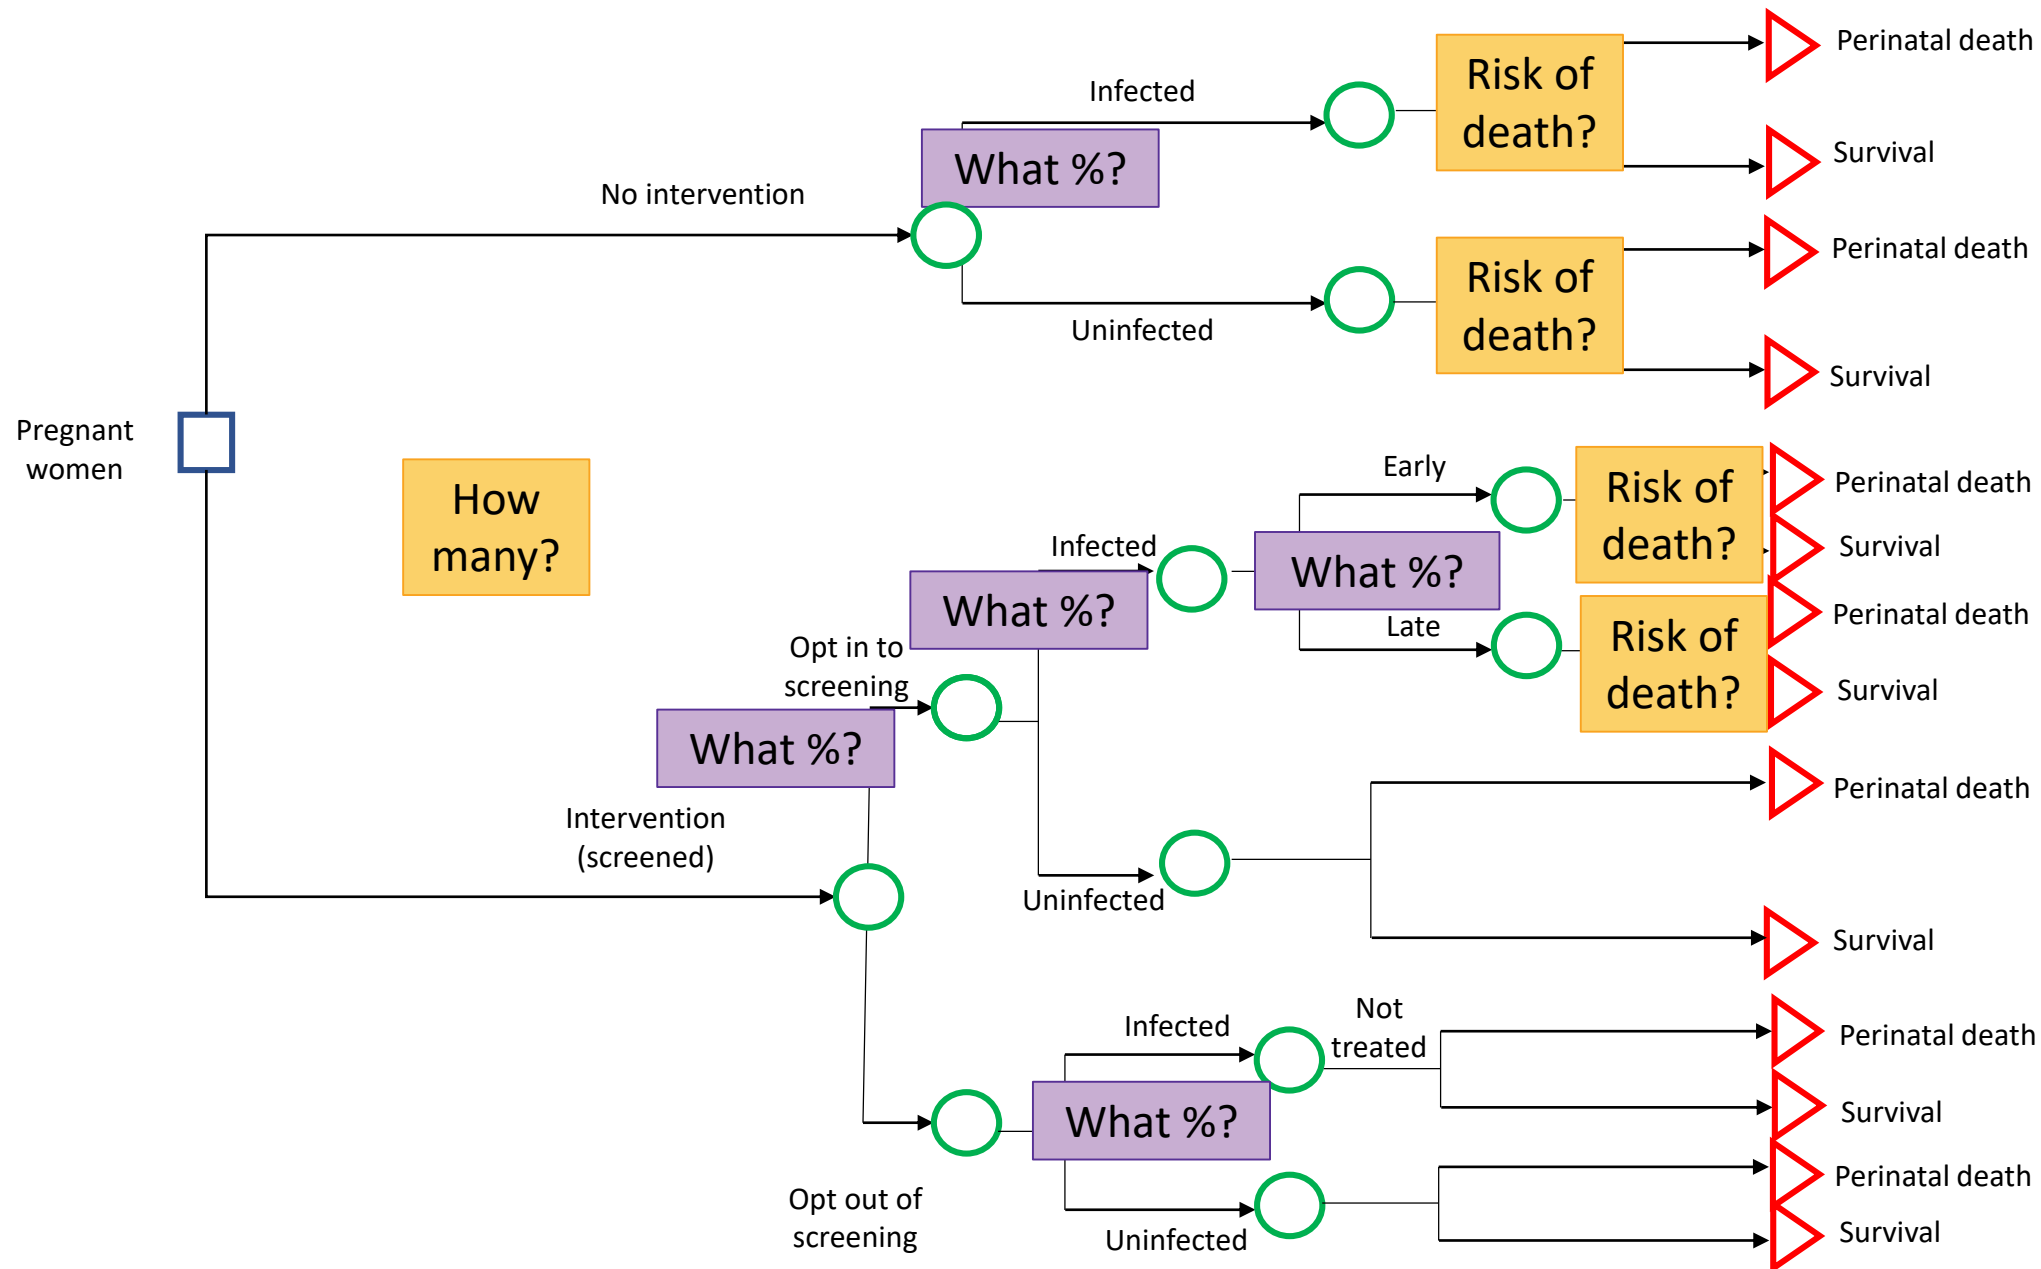 Perinatal death
Risk of
death?
Infected
Survival
What %?
No intervention
Perinatal death
Risk of
death?
Uninfected
Survival
Pregnant
women
How
many?
Early
Risk of
death?
Perinatal death
Survival
Infected
What %?
What %?
Late
Risk of
death?
Perinatal death
Survival
Opt in to
screening
What %?
Perinatal death
Intervention
(screened)
Uninfected
Survival
Not
treated
Infected
Perinatal death
Survival
What %?
Perinatal death
Opt out of
screening
Uninfected
Survival